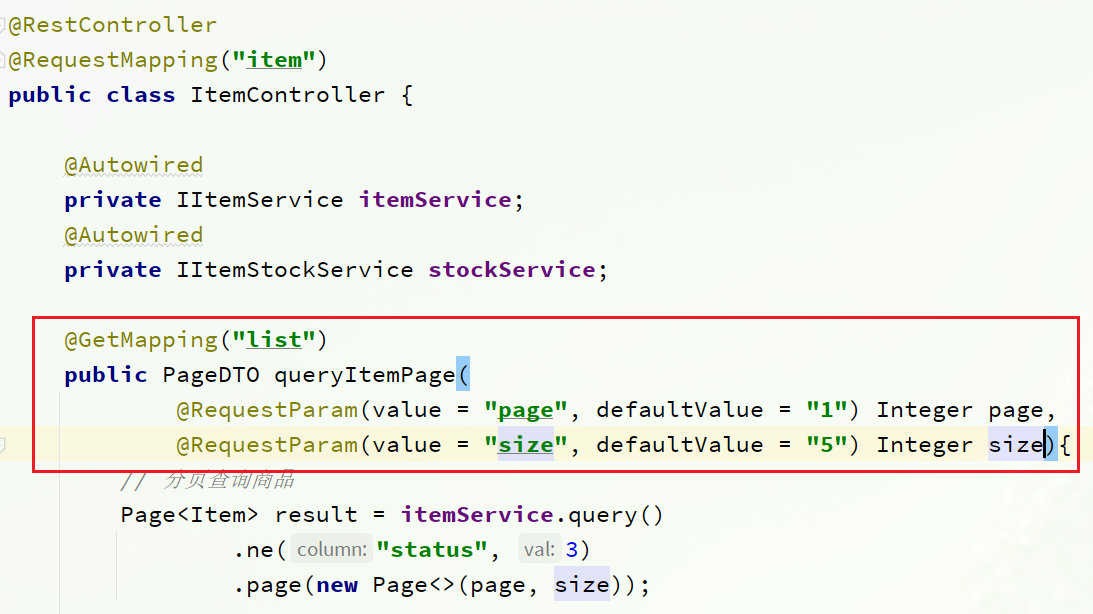 @RestController
@RequestMapping("item")
public class ItemController {
@Autowired
private IItemService itemService;
@Autowired
private IItemStockService stockService;
@GetMapping("list")
public PageDTO queryItemPage(
@RequestParam(value = "page", defaultValue = "1") Integer page,
@RequestParam(value = "size", defaultValue = "5") Integer size){
// 分页查询商品
Page<Item> result = itemService.query()
.ne( column: "status", val: 3)
.page(new Page<>(page, size));